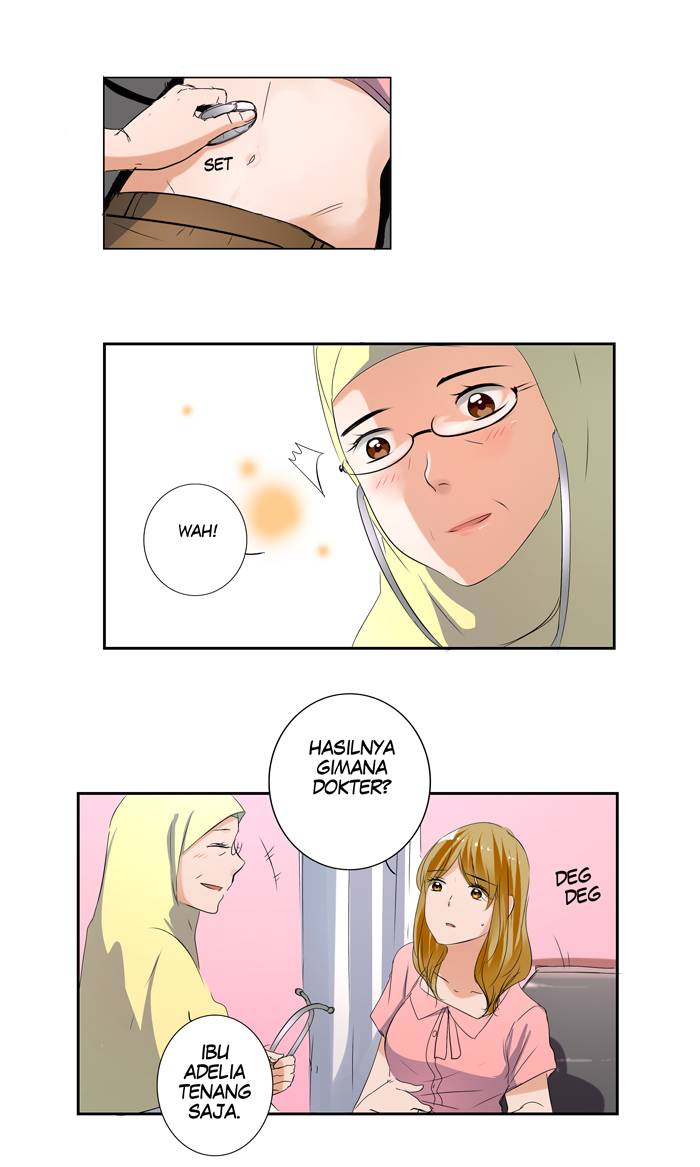 SET
WAH!
HASILNYA
GIMANA
DOKTER?
DEG
DEG
IBU
ADELIA
TENANG
SAJA.